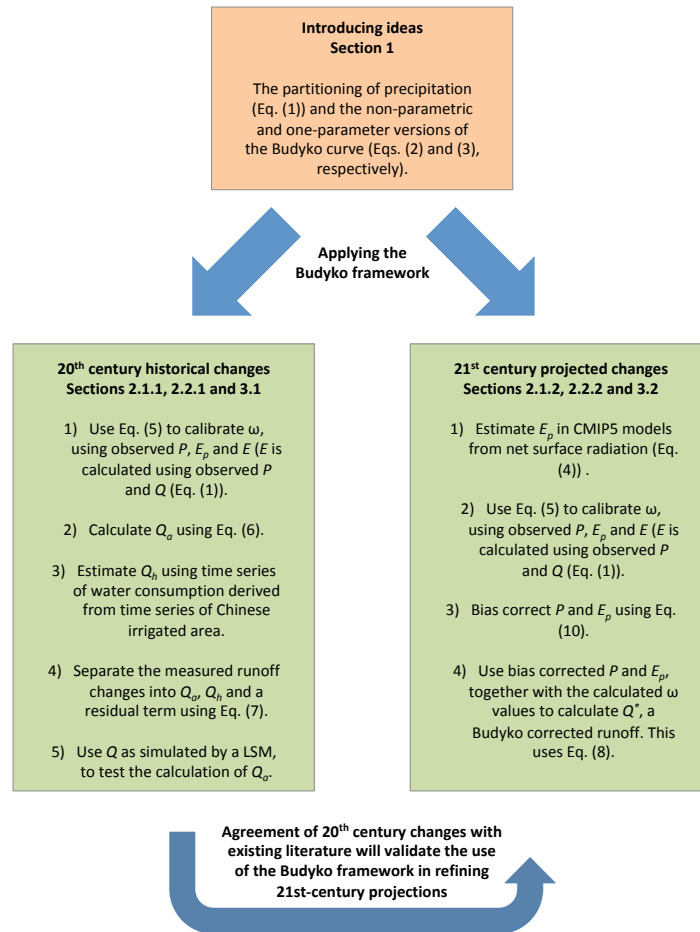 Introducing ideas
Section 1
The partitioning of precipitation
(Eq. (1)) and the non-parametric
and one-parameter versions of
the Budyko curve (Eqs. (2) and (3),
respectively).
Applying the
Budyko framework
20th century historical changes
Sections 2.1.1, 2.2.1 and 3.1
1) Use Eq. (5) to calibrate ω,
using observed P, Ep and E (E is
calculated using observed P
and Q (Eq. (1)).
2) Calculate Qa using Eq. (6).
3) Estimate Qh using time series
of water consumption derived
from time series of Chinese
irrigated area.
4) Separate the measured runoff
changes into Qa, Qh and a
residual term using Eq. (7).
5) Use Q as simulated by a LSM,
to test the calculation of Qa.
21st century projected changes
Sections 2.1.2, 2.2.2 and 3.2
1) Estimate Ep in CMIP5 models
from net surface radiation (Eq.
(4)) .
2) Use Eq. (5) to calibrate ω,
using observed P, Ep and E (E is
calculated using observed P
and Q (Eq. (1)).
3) Bias correct P and Ep using Eq.
(10).
4) Use bias corrected P and Ep,
together with the calculated ω
values to calculate Q*, a
Budyko corrected runoff. This
uses Eq. (8).
Agreement of 20th century changes with
existing literature will validate the use
of the Budyko framework in refining
21st-century projections